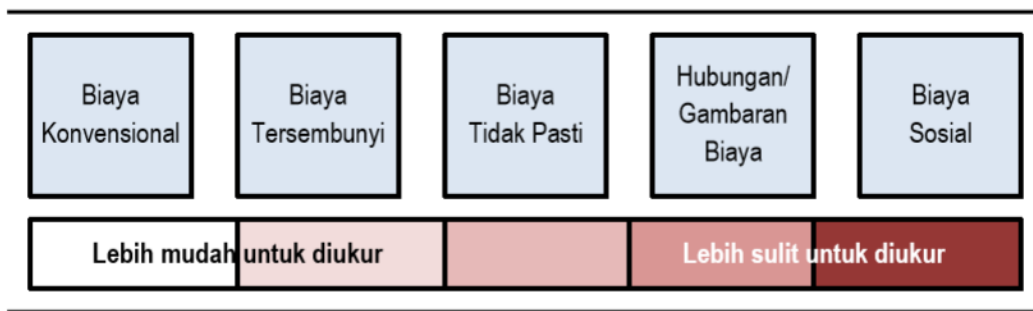 Biaya
Konvensional
Biaya
Tersembunyi
Biaya
Tidak Pasti
Hubungan/
Gambaran
Biaya
Biaya
Sosial
Lebih mudah untuk diukur
Lebih sulit untuk diukur